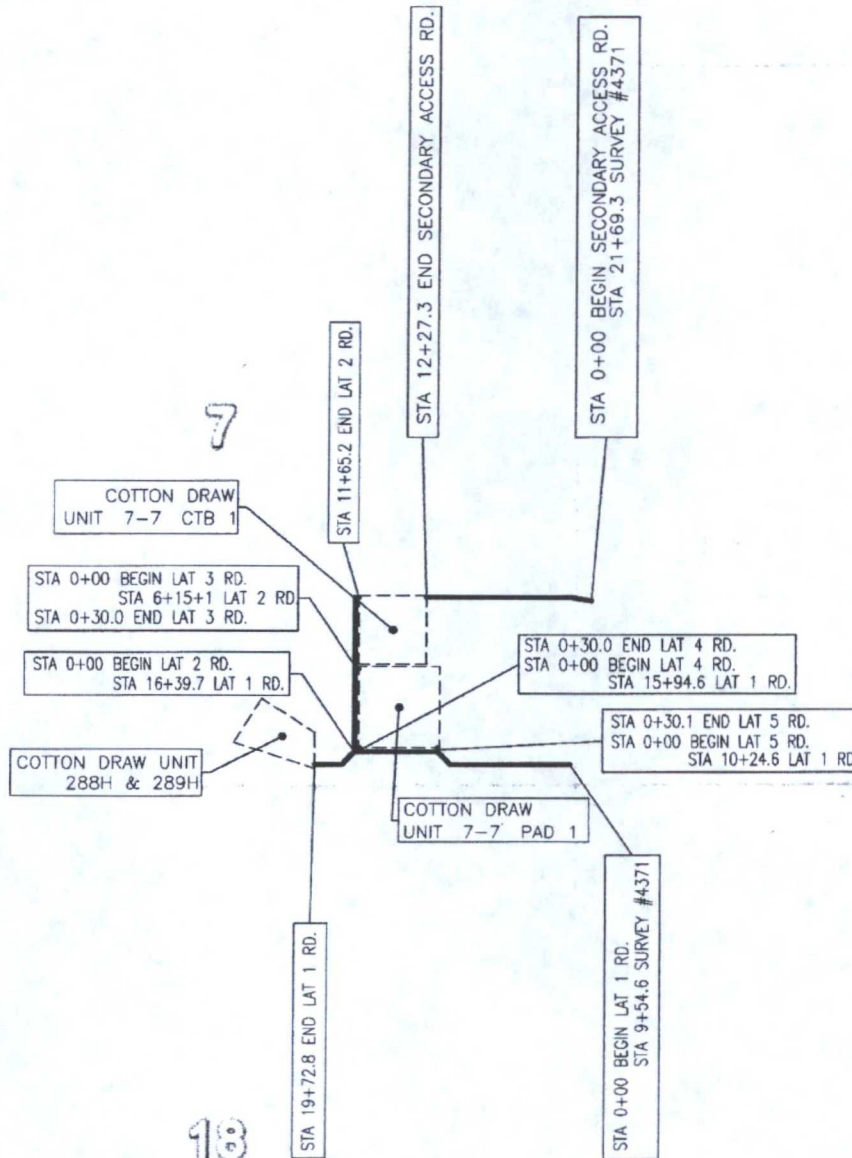 STA 12+27.3 END SECONDARY ACCESS RD.
STA 0+00 BEGIN SECONDARY ACCESS RD.
STA 21+69.3 SURVEY #4371
STA 11+65.2 END LAT 2 RD.
7
COTTON DRAW
UNIT 7-7 CTB 1
STA 0+00 BEGIN LAT 3 RD.
STA 6+15+1 LAT 2 RD.
STA 0+30.0 END LAT 3 RD.
STA 0+00 BEGIN LAT 2 RD.
STA 16+39.7 LAT 1 RD.
STA 0+30.0 END LAT 4 RD.
STA 0+00 BEGIN LAT 4 RD.
STA 15+94.6 LAT 1 RD.
STA 0+30.1 END LAT 5 RD.
STA 0+00 BEGIN LAT 5 RD.
STA 10+24.6 LAT 1 RD
COTTON DRAW UNIT
288H & 289H
COTTON DRAW
UNIT 7-7 PAD 1
STA 19+72.8 END LAT 1 RD.
STA 0+00 BEGIN LAT 1 RD.
STA 9+54.6 SURVEY #4371
18